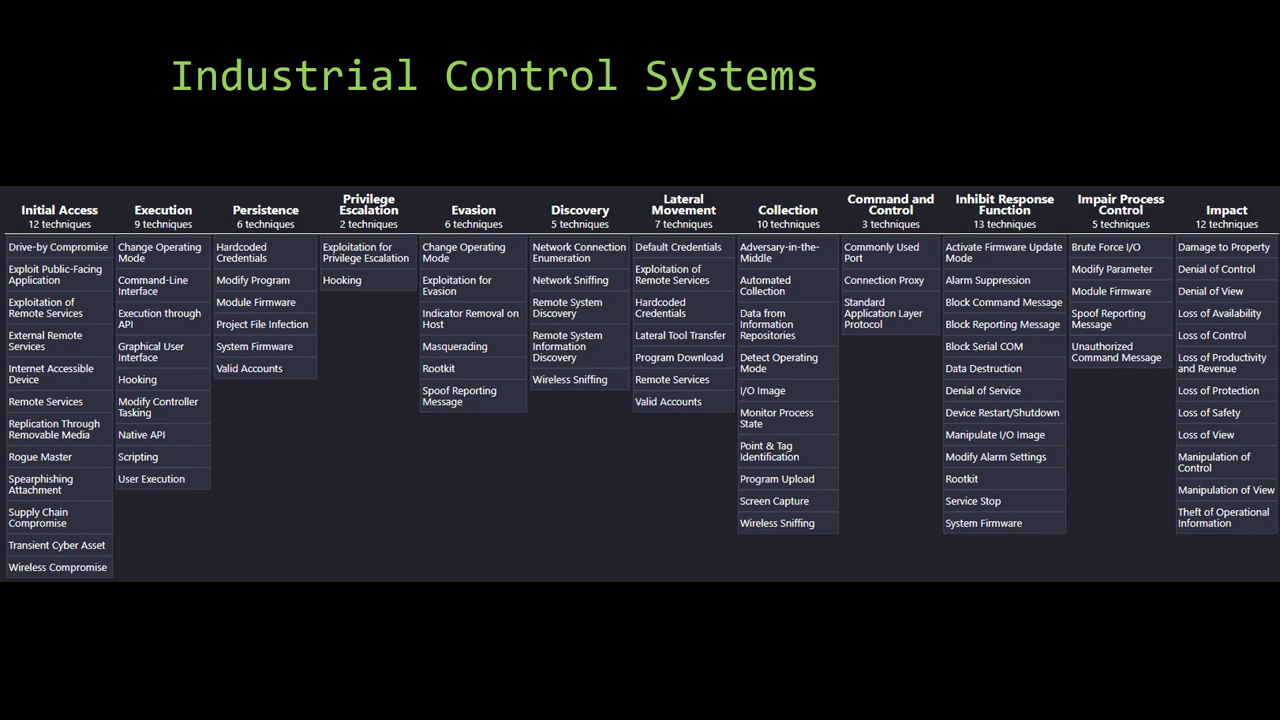 Industrial Control Systems
Initial Access
12 techniques
Drive-by Compromise
Exploit Public-Facing
Application
Exploitation of
Remote Services
External Remote
Services
Internet Accessible
Device
Remote Services
Replication Through
Removable Media
Rogue Master
Spearphishing
Attachment
Supply Chain
Compromise
Transient Cyber Asset
Wireless Compromise
Execution
9 techniques
Change Operating
Mode
Command-Line
Interface
Execution through
API
Graphical User
Interface
Hooking
Modify Controller
Tasking
Native API
Scripting
User Execution
Persistence
6 techniques
Hardcoded
Credentials
Modify Program
Module Firmware
Project File Infection
System Firmware
Valid Accounts
Privilege
Escalation
2 techniques
Exploitation for
Privilege Escalation
Hooking
Evasion
6 techniques
Change Operating
Mode
Exploitation for
Evasion
Indicator Removal on
Host
Masquerading
Rootkit
Spoof Reporting
Message
Discovery
5 techniques
Network Connection
Enumeration
Network Sniffing
Remote System
Discovery
Remote System
Information
Discovery
Wireless Sniffing
Lateral
Movement
7 techniques
Default Credentials
Exploitation of
Remote Services
Hardcoded
Credentials
Lateral Tool Transfer
Program Download
Remote Services
Valid Accounts
Collection
10 techniques
Adversary-in-the-
Middle
Automated
Collection
Data from
Information
Repositories
Detect Operating
Mode
I/O Image
Monitor Process
State
Point & Tag
Identification
Program Upload
Screen Capture
Wireless Sniffing
Command and
Control
3 techniques
Commonly Used
Port
Connection Proxy
Standard
Application Layer
Protocol
Inhibit Response
Function
13 techniques
Activate Firmware Update
Mode
Alarm Suppression
Block Command Message
Block Reporting Message
Block Serial COM
Data Destruction
Denial of Service
Device Restart/Shutdown
Manipulate I/O Image
Modify Alarm Settings
Rootkit
Service Stop
System Firmware
Impair Process
Control
5 techniques
Brute Force I/O
Modify Parameter
Module Firmware
Spoof Reporting
Message
Unauthorized
Command Message
Impact
12 techniques
Damage to Property
Denial of Control
Denial of View
Loss of Availability
Loss of Control
Loss of Productivity
and Revenue
Loss of Protection
Loss of Safety
Loss of View
Manipulation of
Control
Manipulation of View
Theft of Operational
Information